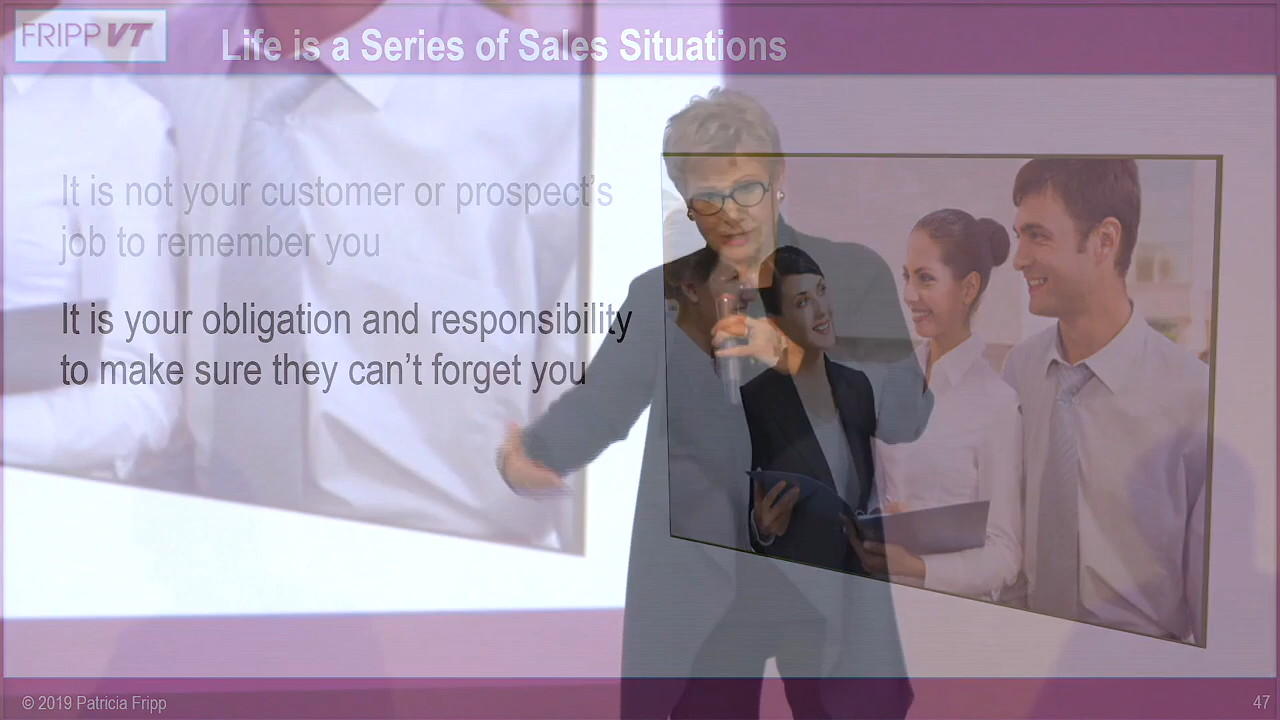 FRIPP VT
Life is a Series of Sales Situations
It is not your customer or prospect's
job to remember you
It is your obligation and responsibility
to make sure they can't forget you
© 2019 Patricia Fripp
47